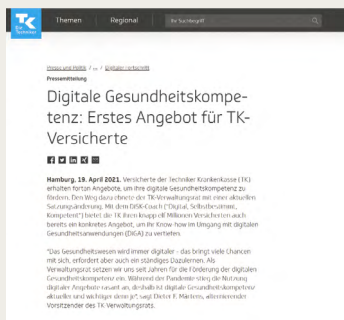 TK
Die Techniker
Themen
Regional
Ihr Suchbegriff
Presse und Politik / ... / Digitaler Fortschritt
Pressemitteilung
Digitale Gesundheitskompe-
tenz: Erstes Angebot für TK-
Versicherte
Hamburg, 19. April 2021. Versicherte der Techniker Krankenkasse (TK)
erhalten fortan Angebote, um ihre digitale Gesundheitskompetenz zu
fördern. Den Weg dazu ebnete der TK-Verwaltungsrat mit einer aktuellen
Satzungsänderung. Mit dem DiSK-Coach ("Digital, Selbstbestimmt,
Kompetent") bietet die TK ihren knapp elf Millionen Versicherten auch
bereits ein konkretes Angebot, um ihr Know-how im Umgang mit digitalen
Gesundheitsanwendungen (DiGA) zu vertiefen.
"Das Gesundheitswesen wird immer digitaler - das bringt viele Chancen
mit sich, erfordert aber auch ein ständiges Dazulernen. Als
Verwaltungsrat setzen wir uns seit Jahren für die Förderung der digitalen
Gesundheitskompetenz ein. Während der Pandemie stieg die Nutzung
digitaler Angebote rasant an, deshalb ist digitale Gesundheitskompetenz
aktueller und wichtiger denn je", sagt Dieter F. Märtens, alternierender
Vorsitzender des TK-Verwaltungsrats.